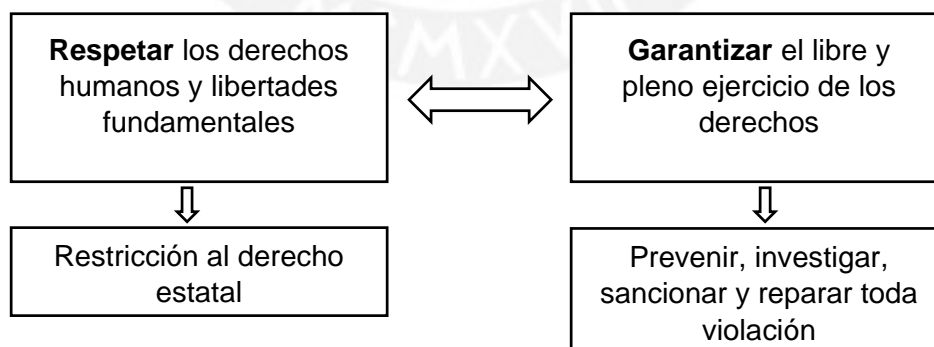 Respetar los derechos
humanos y libertades
fundamentales
Garantizar el libre y
pleno ejercicio de los
derechos
Restricción al derecho
estatal
Prevenir, investigar,
sancionar y reparar toda
violación